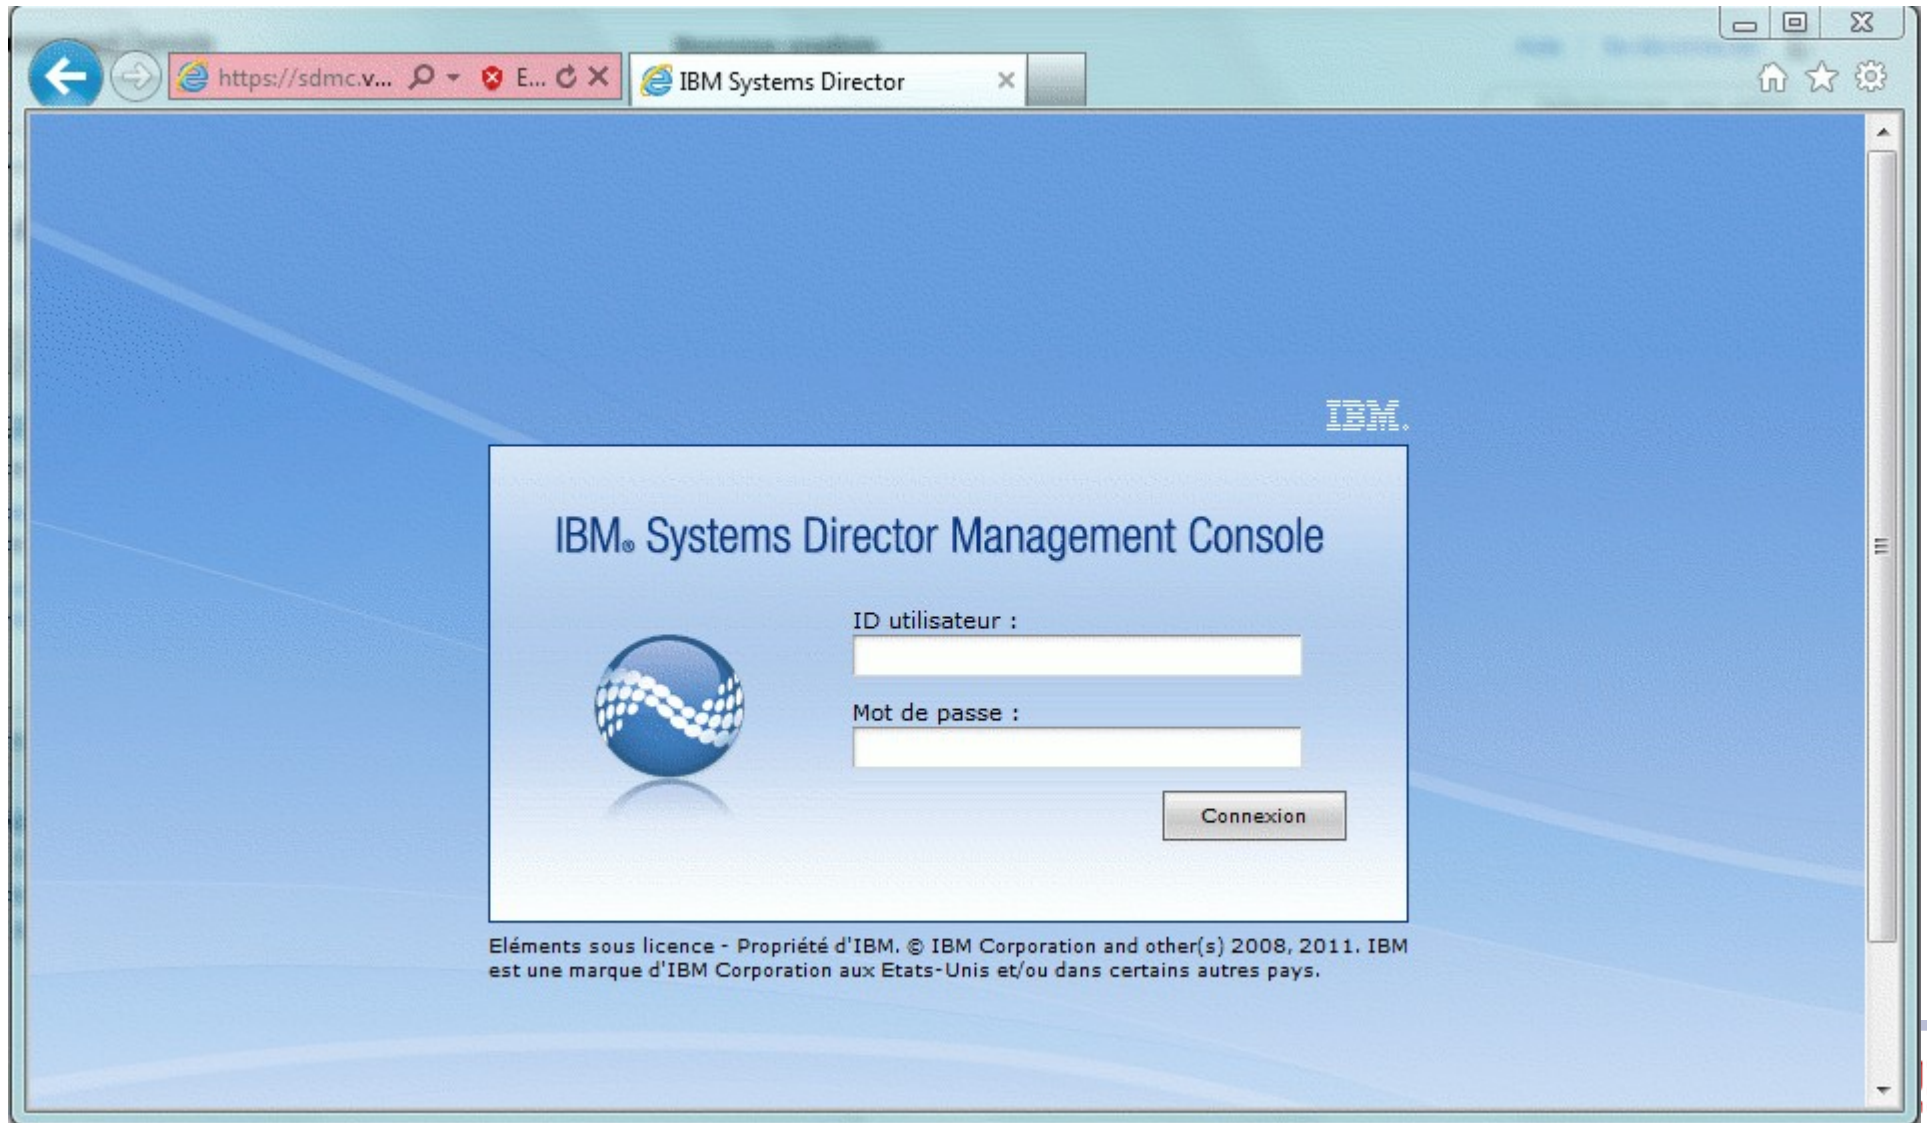 https://sdmc.v... E...
IBM Systems Director
IBM®
IBM® Systems Director Management Console
ID utilisateur :
Mot de passe :
Connexion
Eléments sous licence - Propriété d'IBM. © IBM Corporation and other(s) 2008, 2011. IBM
est une marque d'IBM Corporation aux Etats-Unis et/ou dans certains autres pays.